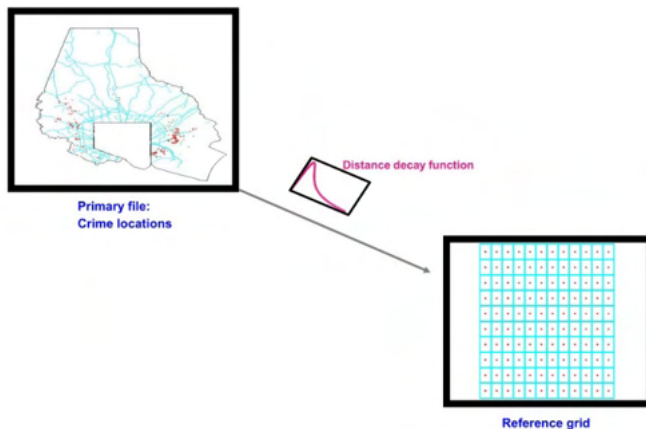 Distance decay function
Primary file:
Crime locations
Reference grid